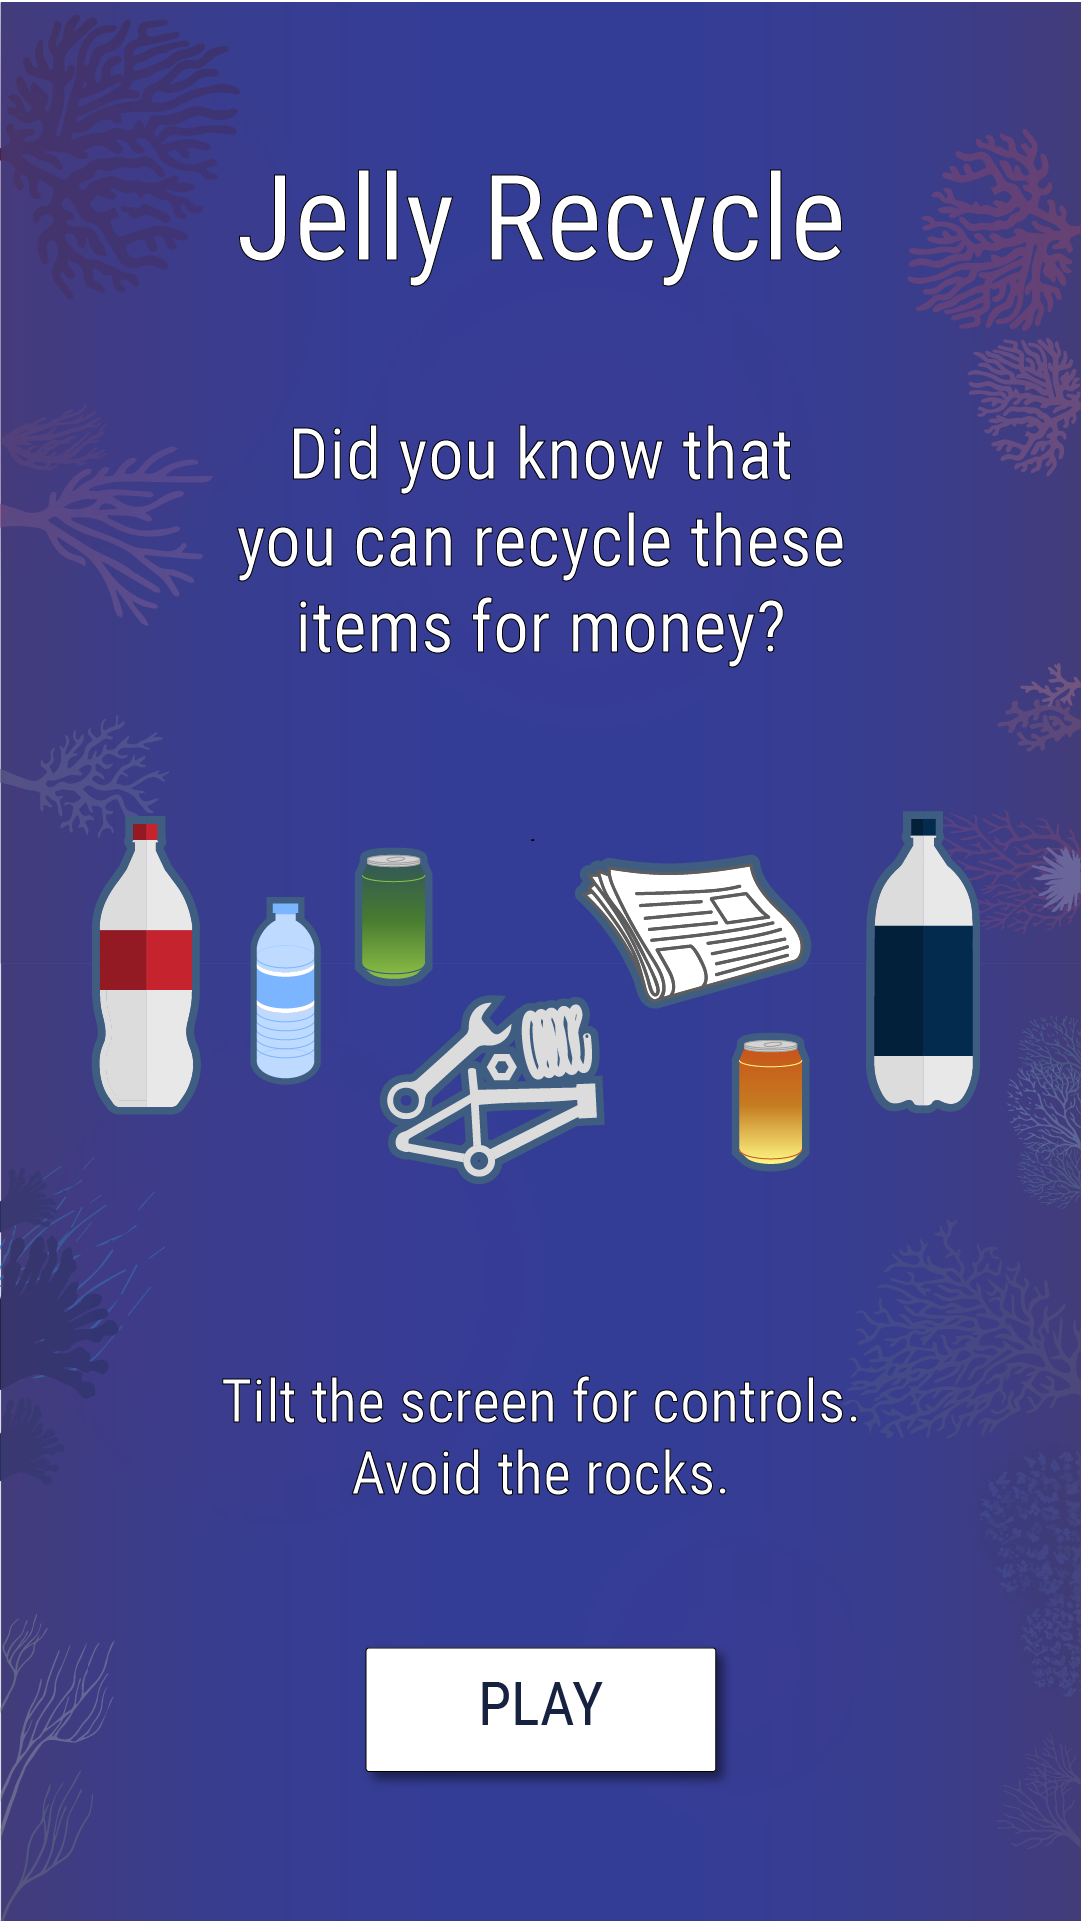 Jelly Recycle
Did you know that
you can recycle these
items for money?
Tilt the screen for controls.
Avoid the rocks.
PLAY